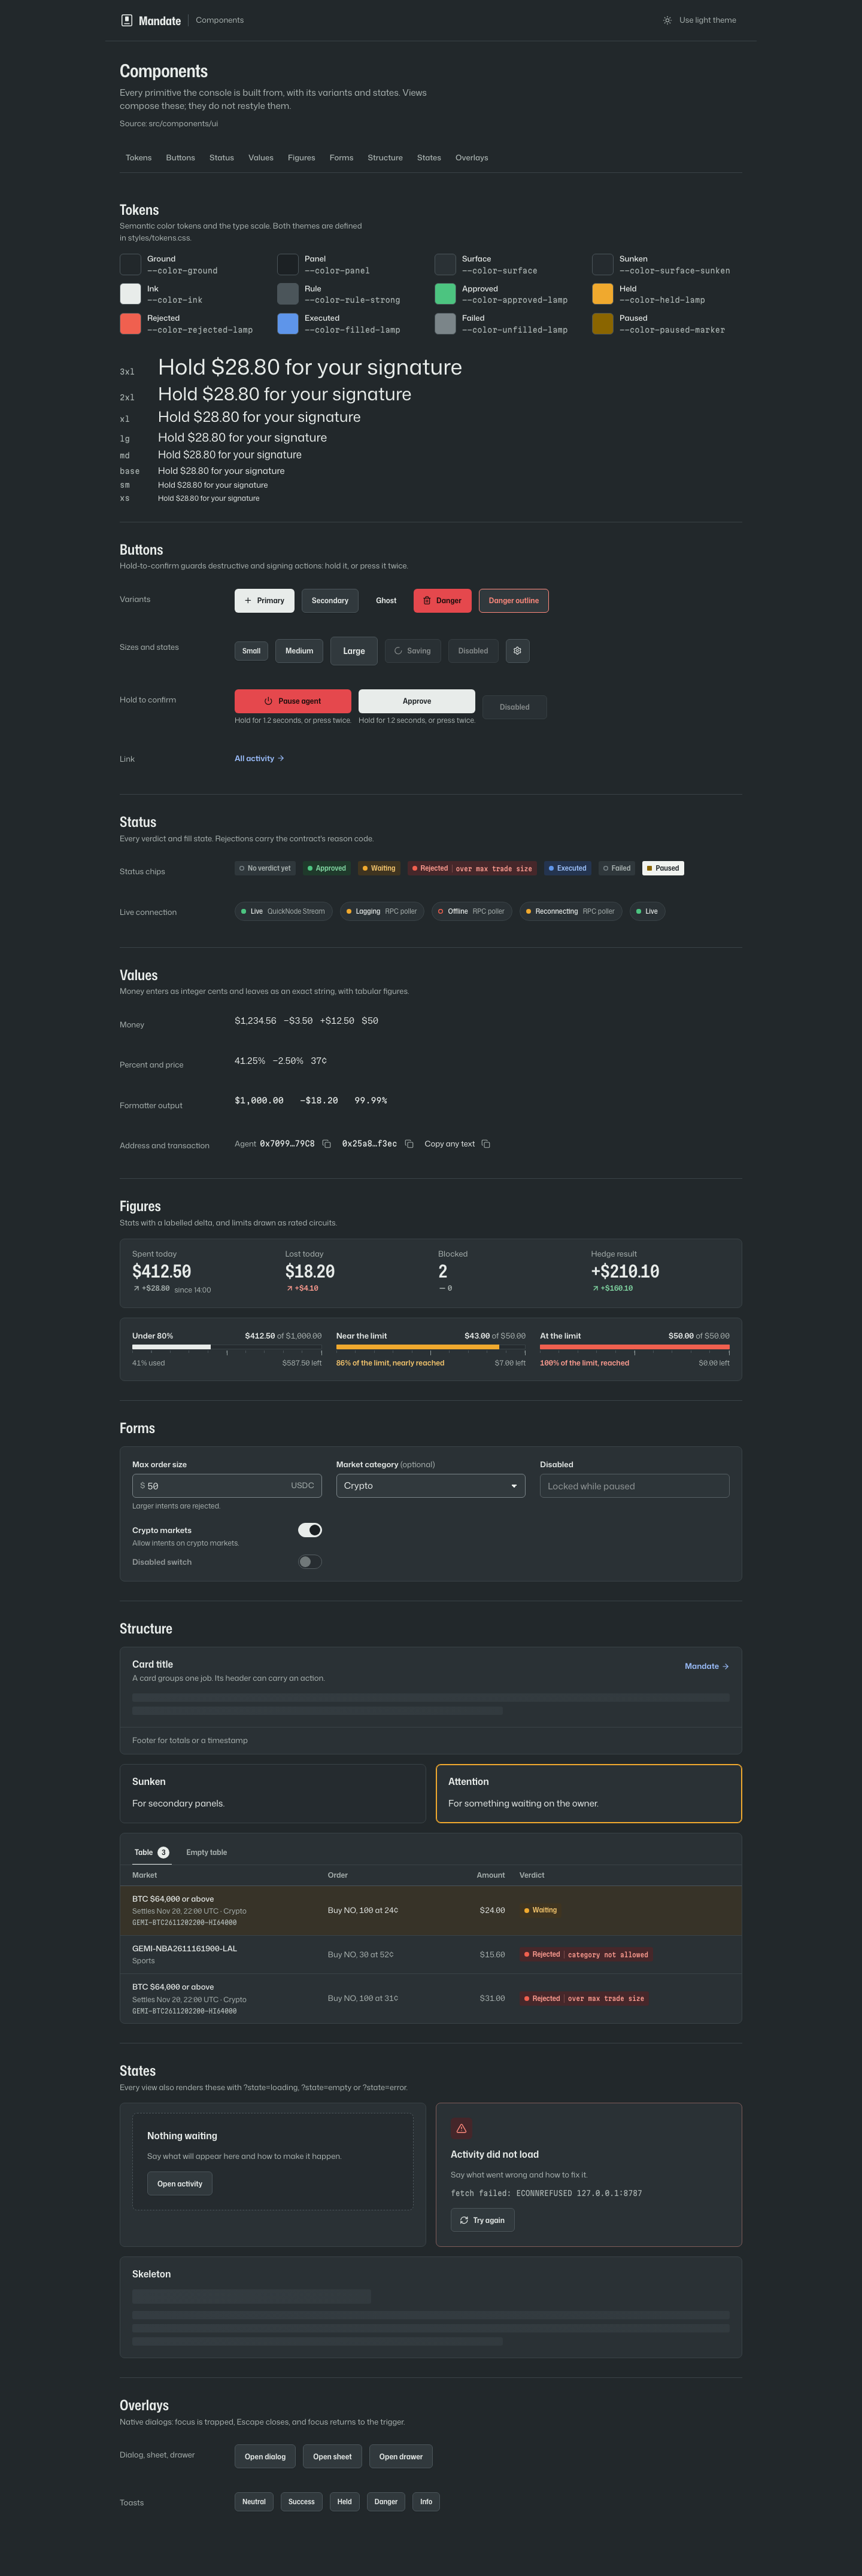 Mandate
Components
Use light theme
Components
Every primitive the console is built from, with its variants and states. Views
compose these; they do not restyle them.
Source: src/components/ui
Tokens Buttons Status Values Figures Forms Structure States Overlays
Tokens
Semantic color tokens and the type scale. Both themes are defined
in styles/tokens.css.
Ground
--color-ground
Panel
--color-panel
Surface
--color-surface
Sunken
--color-surface-sunken
Ink
--color-ink
Rule
--color-rule-strong
Approved
--color-approved-lamp
Held
--color-held-lamp
Rejected
--color-rejected-lamp
Executed
--color-filled-lamp
Failed
--color-unfilled-lamp
Paused
--color-paused-marker
3xl Hold $28.80 for your signature
2xl Hold $28.80 for your signature
xl Hold $28.80 for your signature
lg Hold $28.80 for your signature
md Hold $28.80 for your signature
base Hold $28.80 for your signature
sm Hold $28.80 for your signature
xs Hold $28.80 for your signature
Buttons
Hold-to-confirm guards destructive and signing actions: hold it, or press it twice.
Variants
Primary Secondary Ghost Danger Danger outline
Sizes and states
Small Medium Large Saving Disabled
Hold to confirm
Pause agent Approve Disabled
Hold for 1.2 seconds, or press twice. Hold for 1.2 seconds, or press twice.
Link
All activity →
Status
Every verdict and fill state. Rejections carry the contract's reason code.
Status chips
No verdict yet Approved Waiting Rejected over max trade size Executed Failed Paused
Live connection
Live QuickNode Stream Lagging RPC poller Offline RPC poller Reconnecting RPC poller Live
Values
Money enters as integer cents and leaves as an exact string, with tabular figures.
Money
$1,234.56 −$3.50 +$12.50 $50
Percent and price
41.25% −2.50% 37¢
Formatter output
$1,000.00 −$18.20 99.99%
Address and transaction
Agent 0x7099…79C8 0x25a8…f3ec Copy any text
Figures
Stats with a labelled delta, and limits drawn as rated circuits.
Spent today
$412.50
+$28.80 since 14:00
Lost today
$18.20
+$4.10
Blocked
2
0
Hedge result
+$210.10
+$160.10
Under 80% $412.50 of $1,000.00
41% used $587.50 left
Near the limit $43.00 of $50.00
86% of the limit, nearly reached $7.00 left
At the limit $50.00 of $50.00
100% of the limit, reached $0.00 left
Forms
Max order size
$ 50 USDC
Larger intents are rejected.
Market category (optional)
Crypto
Disabled
Locked while paused
Crypto markets
Allow intents on crypto markets.
Disabled switch
Structure
Card title
A card groups one job. Its header can carry an action.
Mandate →
Footer for totals or a timestamp
Sunken
For secondary panels.
Attention
For something waiting on the owner.
Table 3 Empty table
Market Order Amount Verdict
BTC $64,000 or above
Settles Nov 20, 22:00 UTC · Crypto
GEMI-BTC2611202200-HI64000
Buy NO, 100 at 24¢ $24.00 Waiting
GEMI-NBA2611161900-LAL
Sports
Buy NO, 30 at 52¢ $15.60 Rejected category not allowed
BTC $64,000 or above
Settles Nov 20, 22:00 UTC · Crypto
GEMI-BTC2611202200-HI64000
Buy NO, 100 at 31¢ $31.00 Rejected over max trade size
States
Every view also renders these with ?state=loading, ?state=empty or ?state=error.
Nothing waiting
Say what will appear here and how to make it happen.
Open activity
Activity did not load
Say what went wrong and how to fix it.
fetch failed: ECONNREFUSED 127.0.0.1:8787
Try again
Skeleton
Overlays
Native dialogs: focus is trapped, Escape closes, and focus returns to the trigger.
Dialog, sheet, drawer
Open dialog Open sheet Open drawer
Toasts
Neutral Success Held Danger Info